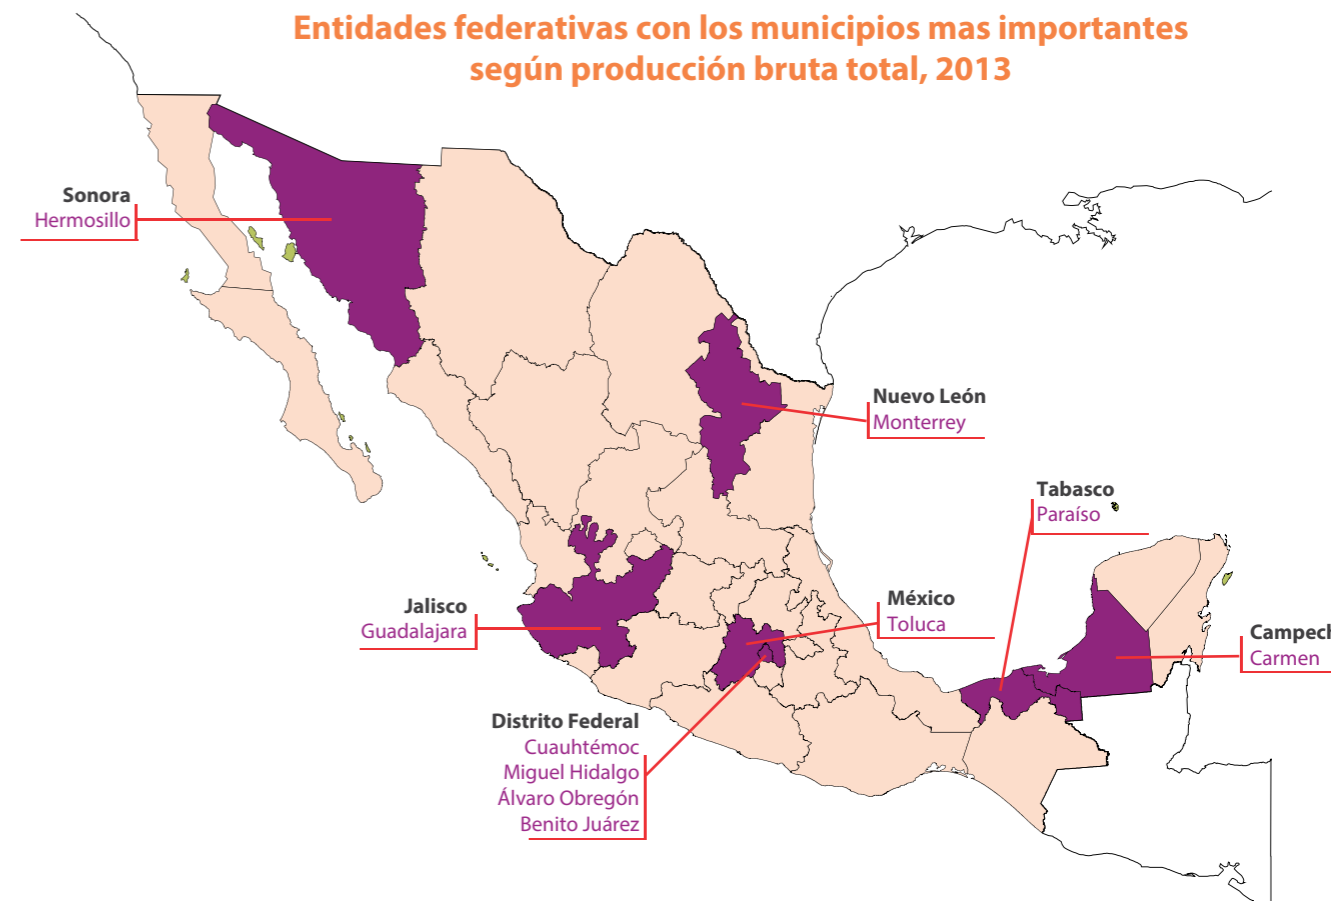 Entidades federativas con los municipios mas importantes
según producción bruta total, 2013
Sonora
Hermosillo
Nuevo León
Monterrey
Tabasco
Paraíso
Jalisco
Guadalajara
México
Toluca
Campech
Carmen
Distrito Federal
Cuauhtémoc
Miguel Hidalgo
Álvaro Obregón
Benito Juárez